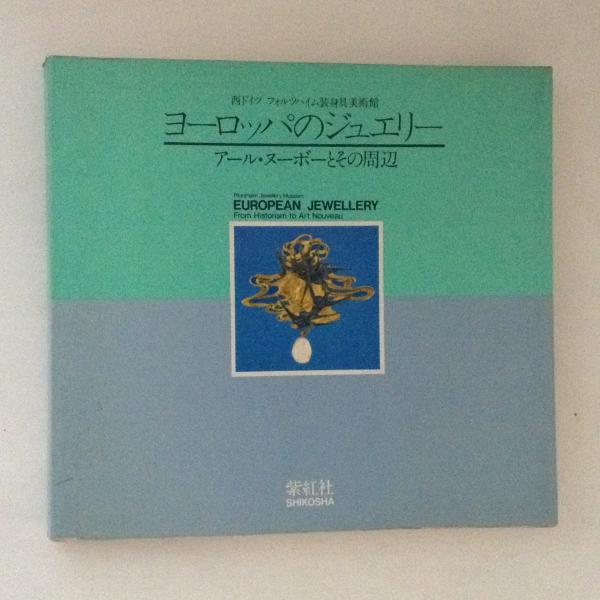 西ドイツ フォルツハイム装身具美術館
ヨーロッパのジュエリー
アール・ヌーボーとその周辺
Pforzheim Jewellery Museum
EUROPEAN JEWELLERY
From Historism to Art Nouveau
紫紅社
SHIKOSHA